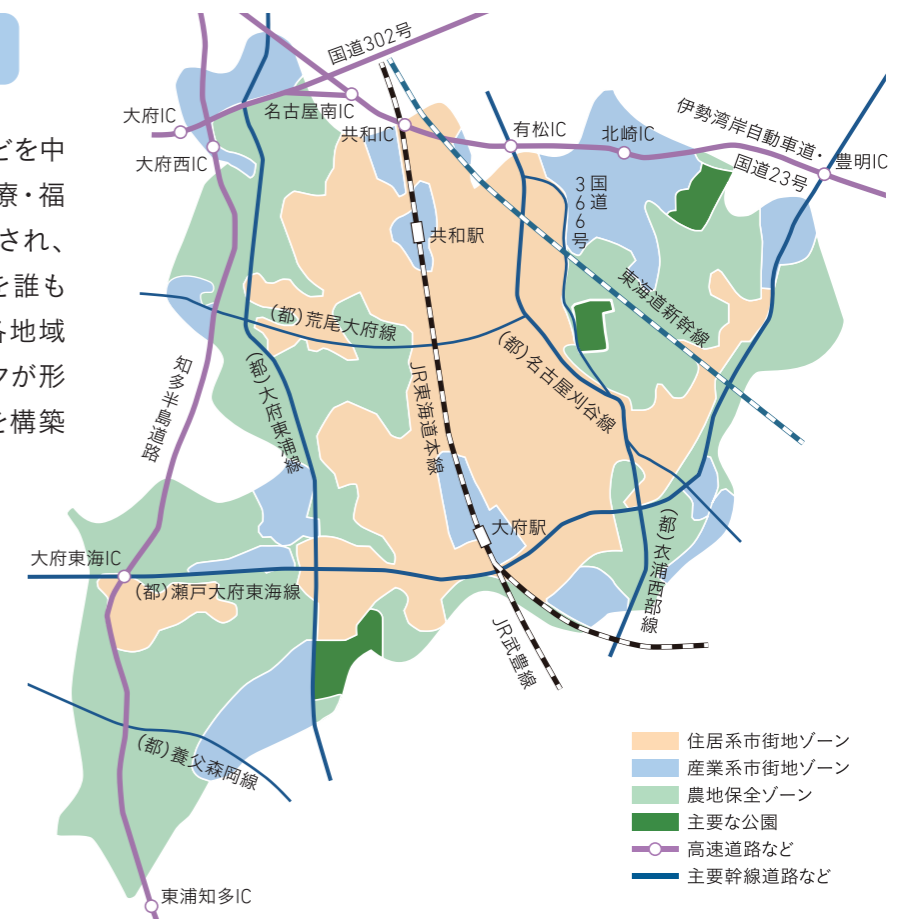 どを中
療・福
され、
を誰も
各地域
クが形
を構築
国道302号
大府IC
名古屋南IC
大府西IC
共和IC
有松IC
北崎IC
伊勢湾岸自動車道・
国道23号
豊明IC
国道
366号
共和駅
東海道新幹線
(都)荒尾大府線
(都)名古屋刈谷線
JR東海道本線
(都)大府東浦線
知多半島道路
大府駅
(都)衣浦西部線
大府東海IC
(都)瀬戸大府東海線
JR武豊線
(都)養父森岡線
東浦知多IC
住居系市街地ゾーン
産業系市街地ゾーン
農地保全ゾーン
主要な公園
高速道路など
主要幹線道路など